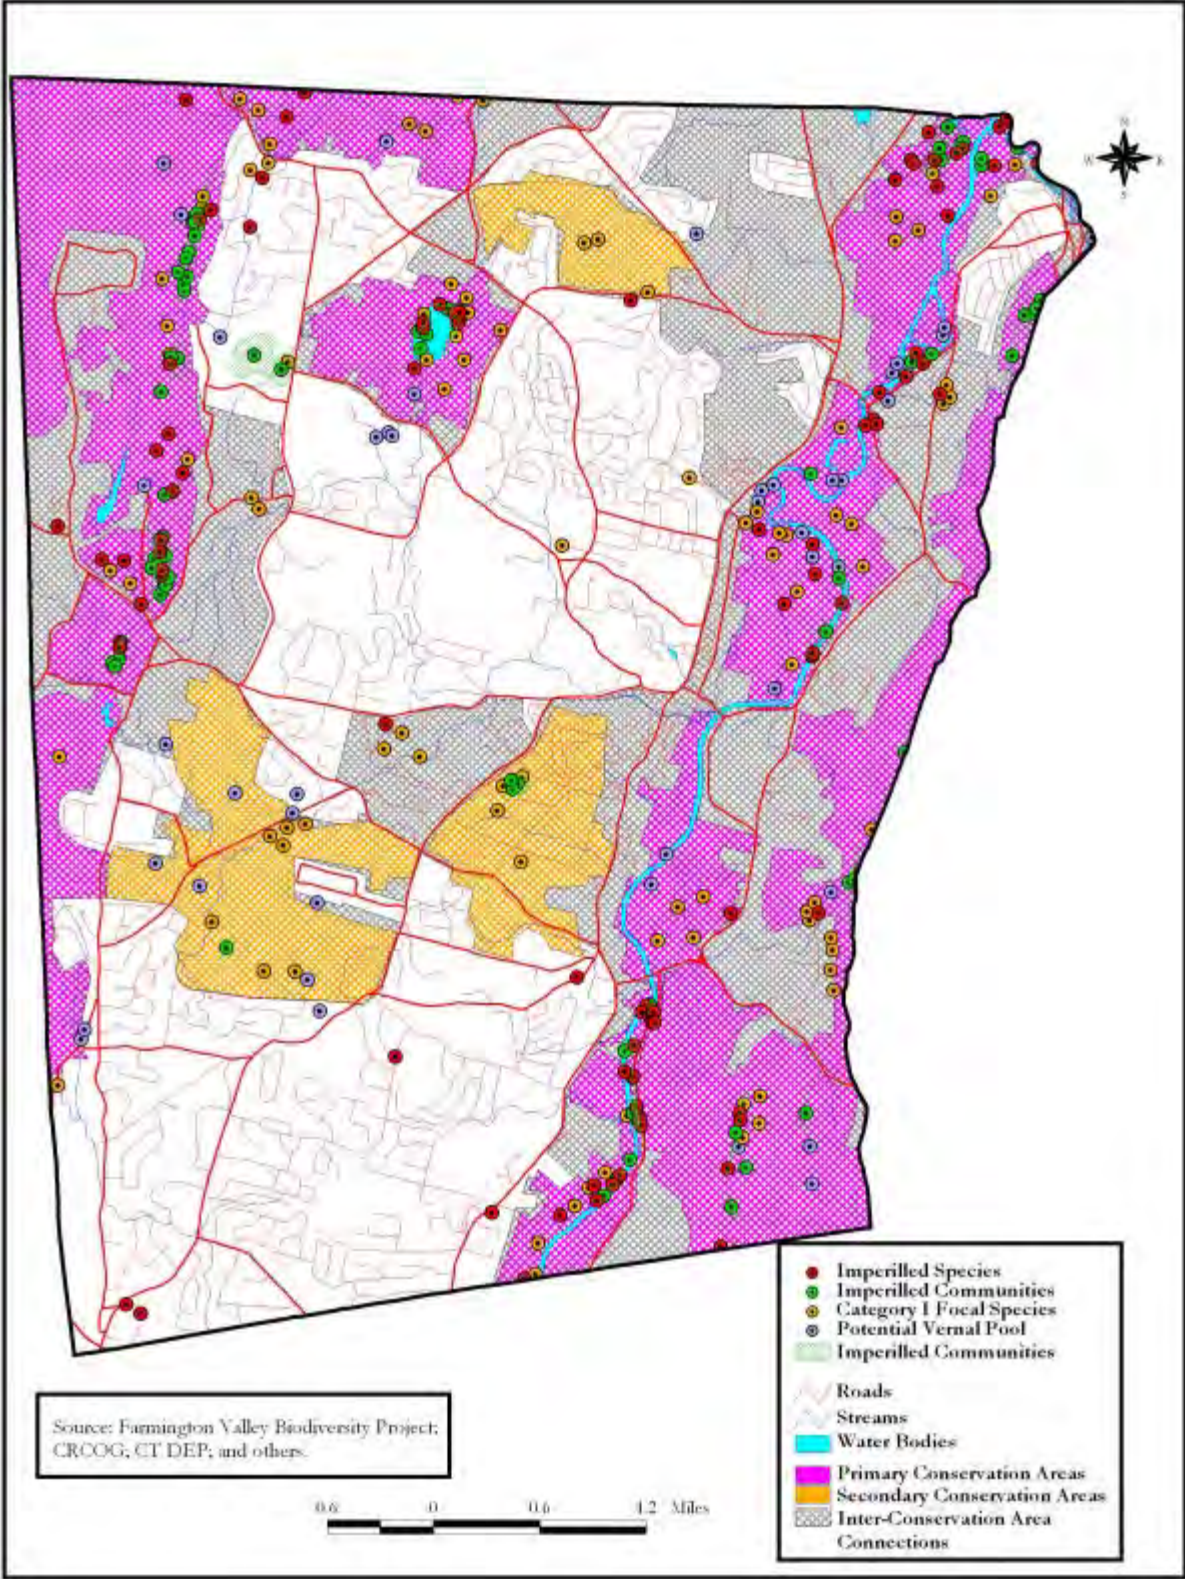 N
W
E
S
Imperilled Species
Imperilled Communities
Category I Focal Species
Potential Vernal Pool
Imperilled Communities
Roads
Streams
Water Bodies
Primary Conservation Areas
Secondary Conservation Areas
Inter-Conservation Area
Connections
Source: Farmington Valley Biodiversity Project;
CRCOG; CT DEP; and others.
0.6 0 0.6 1.2 Miles